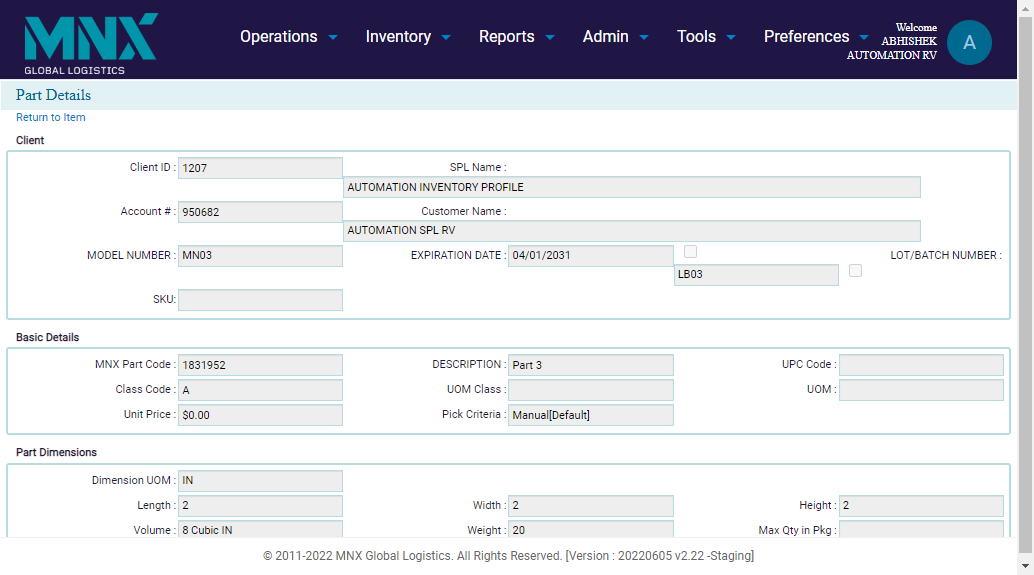 MNX
GLOBAL LOGISTICS
Operations Inventory Reports Admin Tools Preferences
Welcome
ABHISHEK
AUTOMATION RV
A
Part Details
Return to Item
Client
Client ID : 1207 SPL Name :
AUTOMATION INVENTORY PROFILE
Account # : 950682 Customer Name :
AUTOMATION SPL RV
MODEL NUMBER : MN03 EXPIRATION DATE : 04/01/2031 LOT/BATCH NUMBER :
LB03
SKU:
Basic Details
MNX Part Code : 1831952 DESCRIPTION : Part 3 UPC Code :
Class Code : A UOM Class : UOM :
Unit Price : $0.00 Pick Criteria : Manual[Default]
Part Dimensions
Dimension UOM : IN
Length : 2 Width : 2 Height : 2
Volume : 8 Cubic IN Weight : 20 Max Qty in Pkg :
© 2011-2022 MNX Global Logistics. All Rights Reserved. [Version : 20220605 v2.22 -Staging]